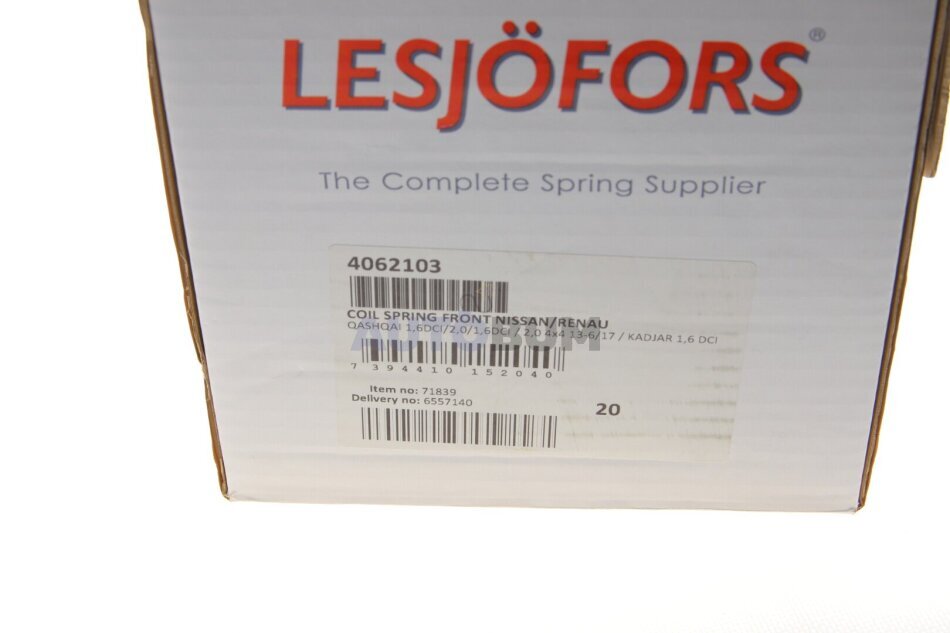 LESJÖFORS®
The Complete Spring Supplier
4062103
COIL SPRING FRONT NISSAN/RENAU
QASHQAI 1,6DCI/2,0/1,6DCI / 2,0 4x4 13-6/17 / KADJAR 1,6 DCI
AUTOBUM
7 394410 152040
Item no: 71839
Delivery no: 6557140
20